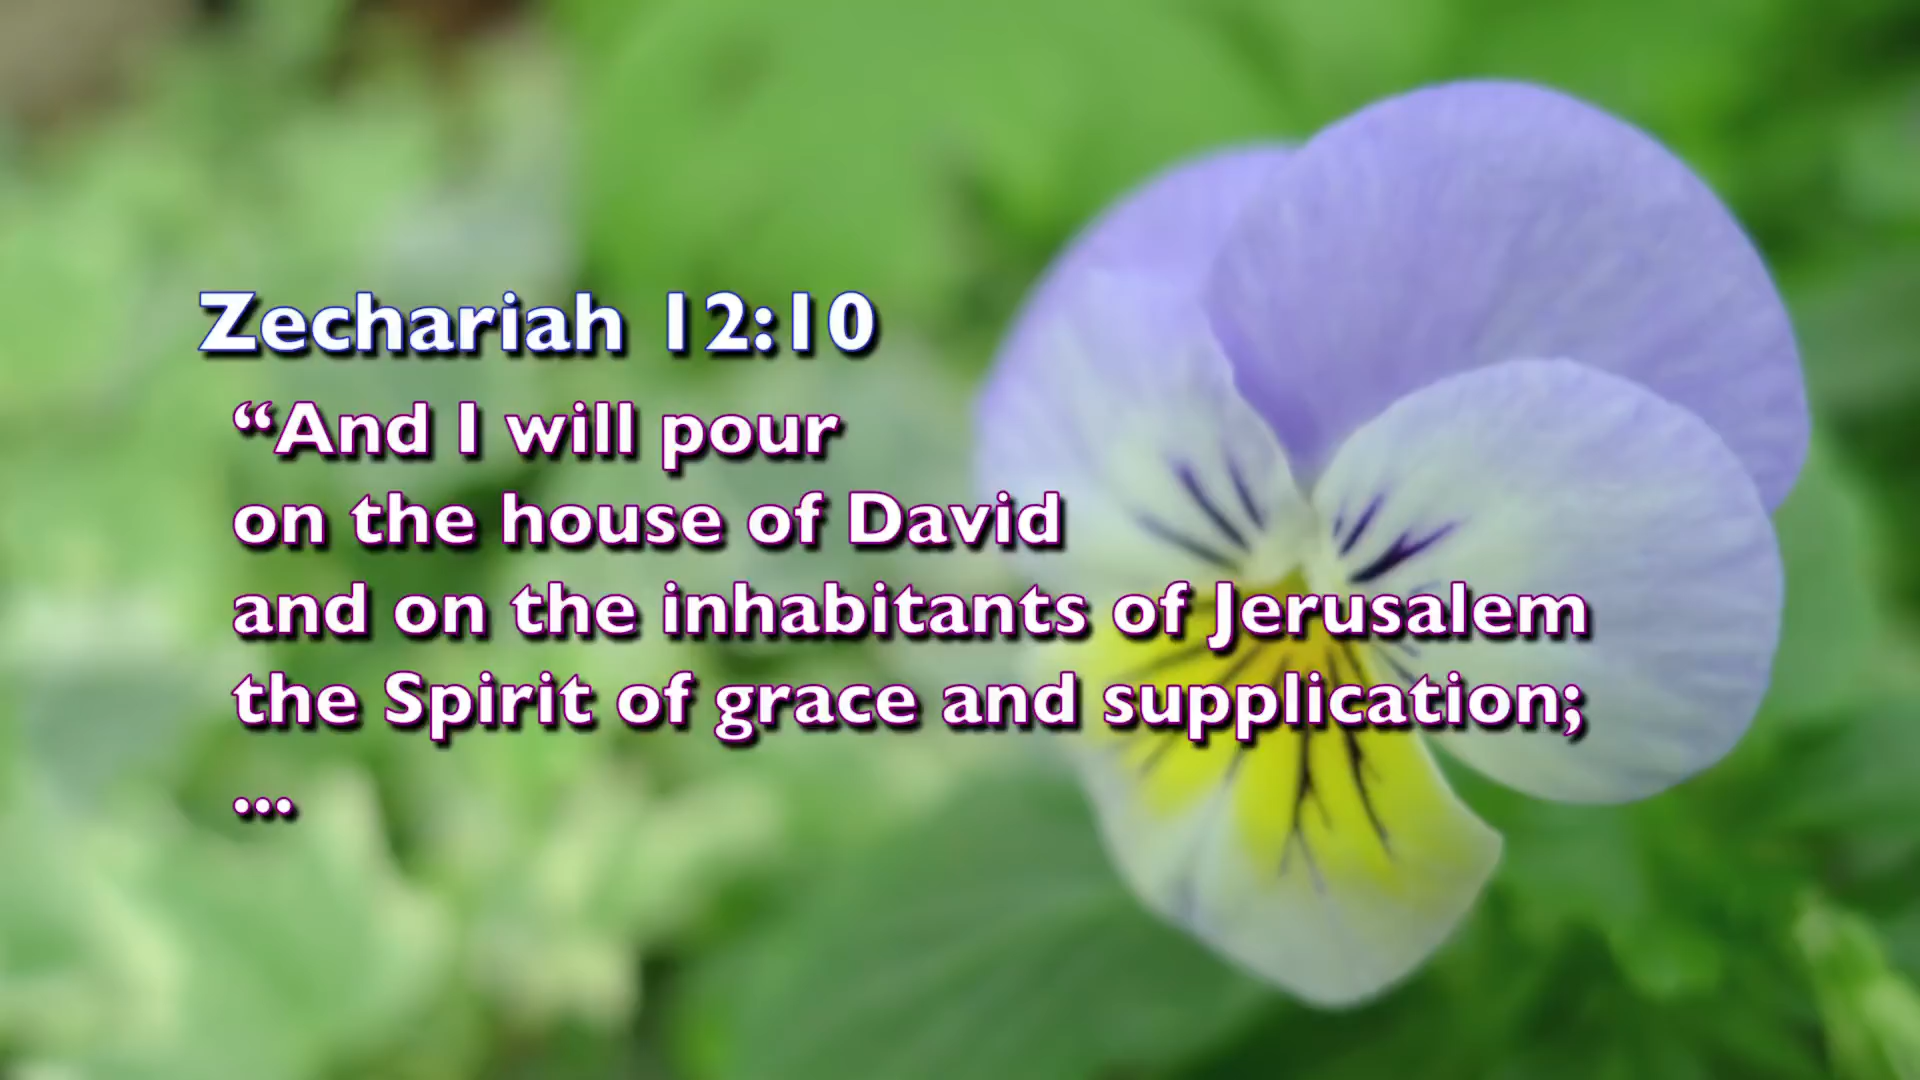 Zechariah 12:10
“And I will pour
on the house of David
and on the inhabitants of Jerusalem
the Spirit of grace and supplication;
...